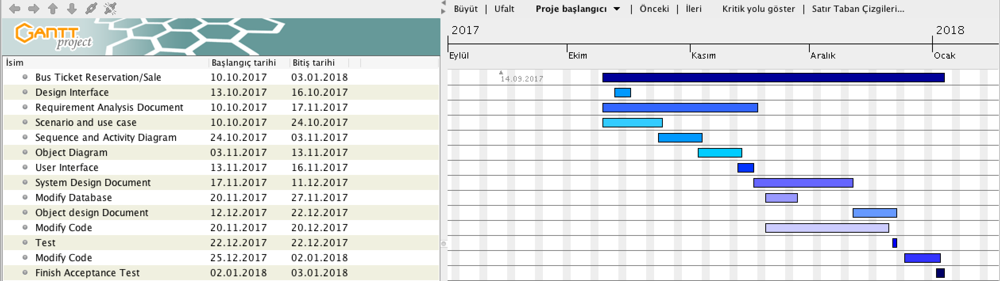 Büyüt | Ufalt Proje başlangıcı | Önceki | İleri Kritik yolu göster | Satır Taban Çizgileri...
GANTT
project
2017 2018
Eylül Ekim Kasım Aralık Ocak
İsim Başlangıç tarihi Bitiş tarihi
Bus Ticket Reservation/Sale 10.10.2017 03.01.2018
14.09.2017
Design Interface 13.10.2017 16.10.2017
Requirement Analysis Document 10.10.2017 17.11.2017
Scenario and use case 10.10.2017 24.10.2017
Sequence and Activity Diagram 24.10.2017 03.11.2017
Object Diagram 03.11.2017 13.11.2017
User Interface 13.11.2017 16.11.2017
System Design Document 17.11.2017 11.12.2017
Modify Database 20.11.2017 27.11.2017
Object design Document 12.12.2017 22.12.2017
Modify Code 20.11.2017 20.12.2017
Test 22.12.2017 22.12.2017
Modify Code 25.12.2017 02.01.2018
Finish Acceptance Test 02.01.2018 03.01.2018